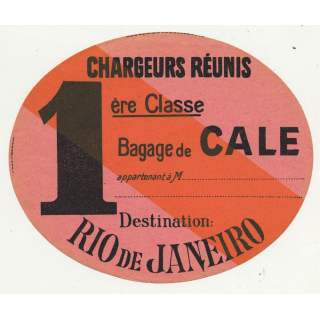 CHARGEURS RÉUNIS
1 ère Classe
Bagage de CALE
appartenant à M
Destination:
RIO DE JANEIRO